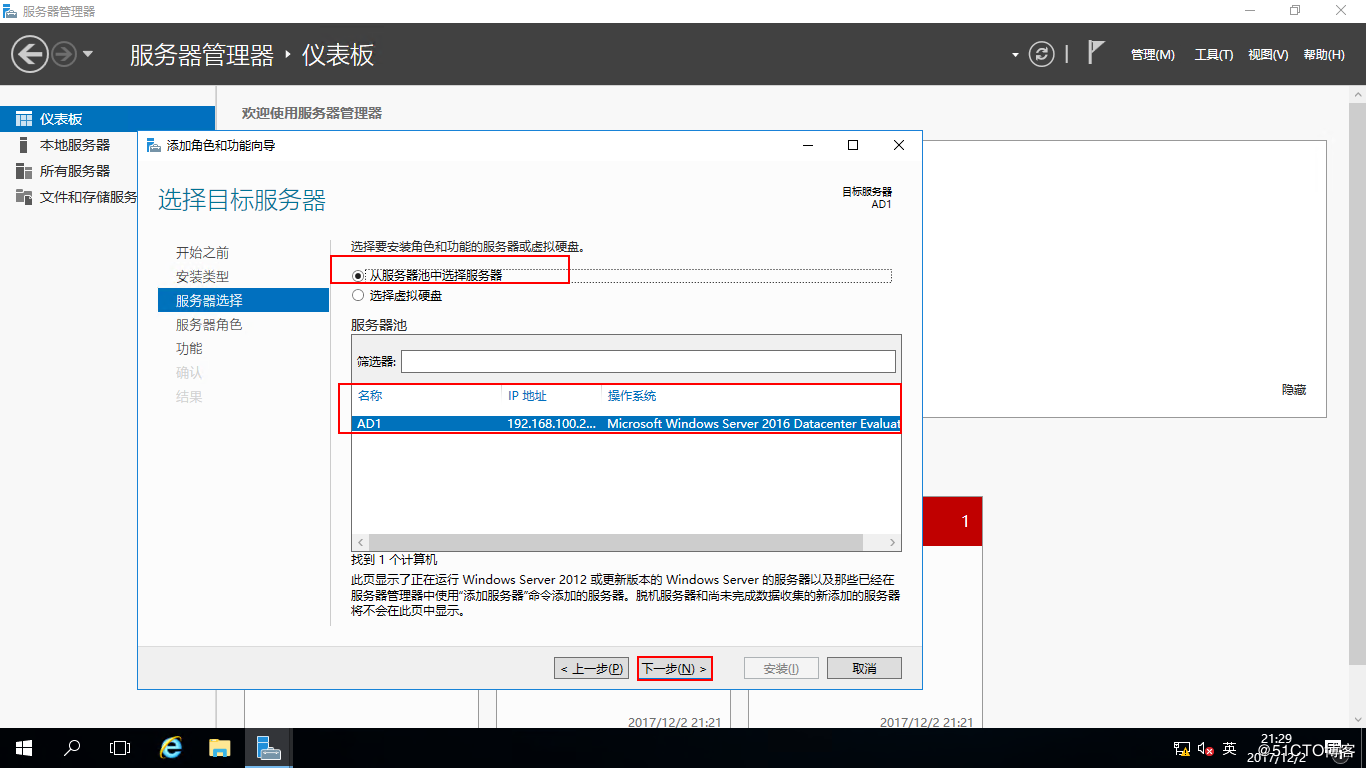 服务器管理器
服务器管理器 仪表板
管理(M) 工具(T) 视图(V) 帮助(H)
仪表板
本地服务器
所有服务器
文件和存储服务
欢迎使用服务器管理器
添加角色和功能向导
选择目标服务器
目标服务器
AD1
开始之前
安装类型
服务器选择
服务器角色
功能
确认
结果
选择要安装角色和功能的服务器或虚拟硬盘。
从服务器池中选择服务器
选择虚拟硬盘
服务器池
筛选器:
名称 IP 地址 操作系统
AD1 192.168.100.2... Microsoft Windows Server 2016 Datacenter Evaluat
找到 1 个计算机
此页显示了正在运行 Windows Server 2012 或更新版本的 Windows Server 的服务器以及那些已经在
服务器管理器中使用"添加服务器"命令添加的服务器。脱机服务器和尚未完成数据收集的新添加的服务器
将不会在此页中显示。
< 上一步(P) 下一步(N) > 安装(I) 取消
隐藏
1
2017/12/2 21:21 2017/12/2 21:21
英
21:29
2017/12/2
@51CTO博客